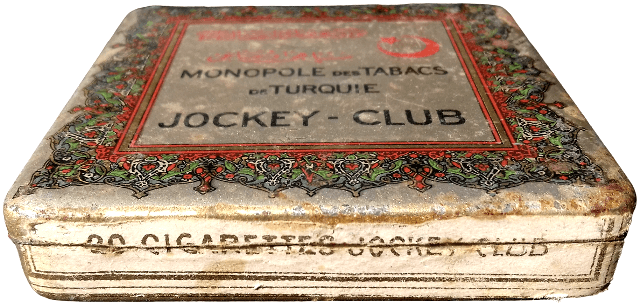 MONOPOLE DES TABACS
DE TURQUIE
JOCKEY - CLUB
20 CIGARETTES JOCKEY CLUB